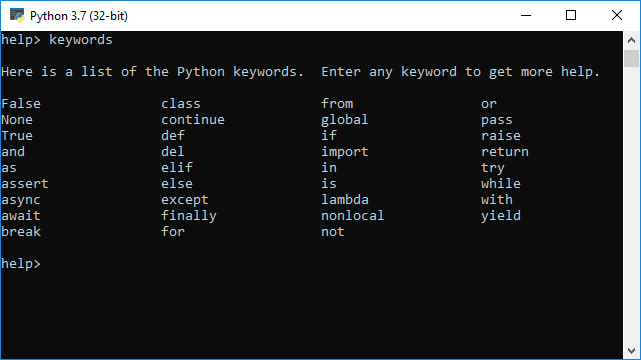 Python 3.7 (32-bit)
help> keywords
Here is a list of the Python keywords.  Enter any keyword to get more help.
False               class               from                or
None                continue            global              pass
True                def                 if                  raise
and                 del                 import              return
as                  elif                in                  try
assert              else                is                  while
async               except              lambda              with
await               finally             nonlocal            yield
break               for                 not
help>